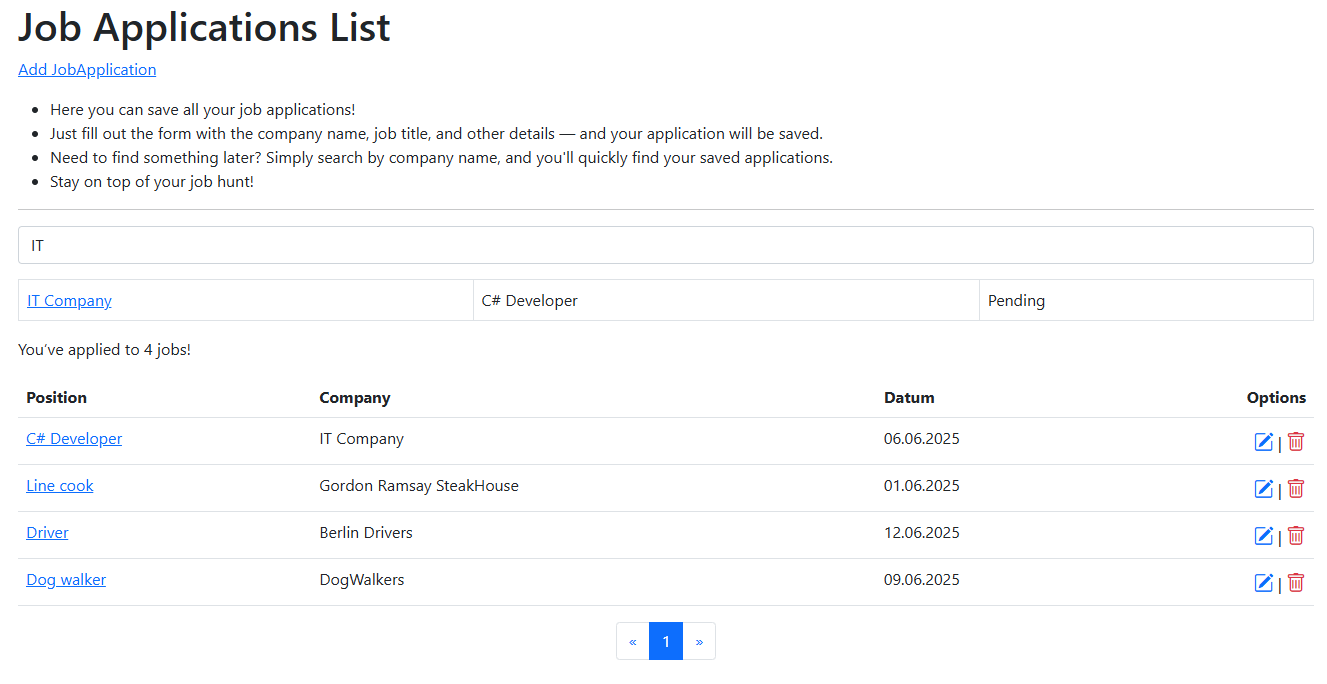 Job Applications List
Add JobApplication
Here you can save all your job applications!
Just fill out the form with the company name, job title, and other details — and your application will be saved.
Need to find something later? Simply search by company name, and you'll quickly find your saved applications.
Stay on top of your job hunt!
IT
IT Company C# Developer Pending
You’ve applied to 4 jobs!
Position Company Datum Options
C# Developer IT Company 06.06.2025 |
Line cook Gordon Ramsay SteakHouse 01.06.2025 |
Driver Berlin Drivers 12.06.2025 |
Dog walker DogWalkers 09.06.2025 |
« 1 »